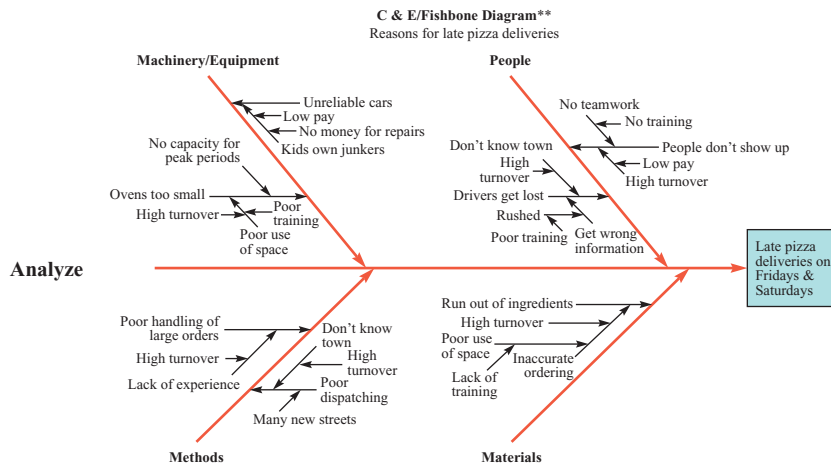 C & E/Fishbone Diagram**
Reasons for late pizza deliveries
Machinery/Equipment
People
Unreliable cars
Low pay
No money for repairs
Kids own junkers
No capacity for
peak periods
Ovens too small
High turnover
Poor
training
Poor use
of space
No teamwork
No training
People don’t show up
Low pay
High turnover
Don’t know town
High
turnover
Drivers get lost
Rushed
Poor training
Get wrong
information
Analyze
Late pizza
deliveries on
Fridays &
Saturdays
Poor handling of
large orders
High turnover
Lack of experience
Don’t know
town
High
turnover
Poor
dispatching
Many new streets
Run out of ingredients
High turnover
Poor use
of space
Inaccurate
ordering
Lack of
training
Methods
Materials